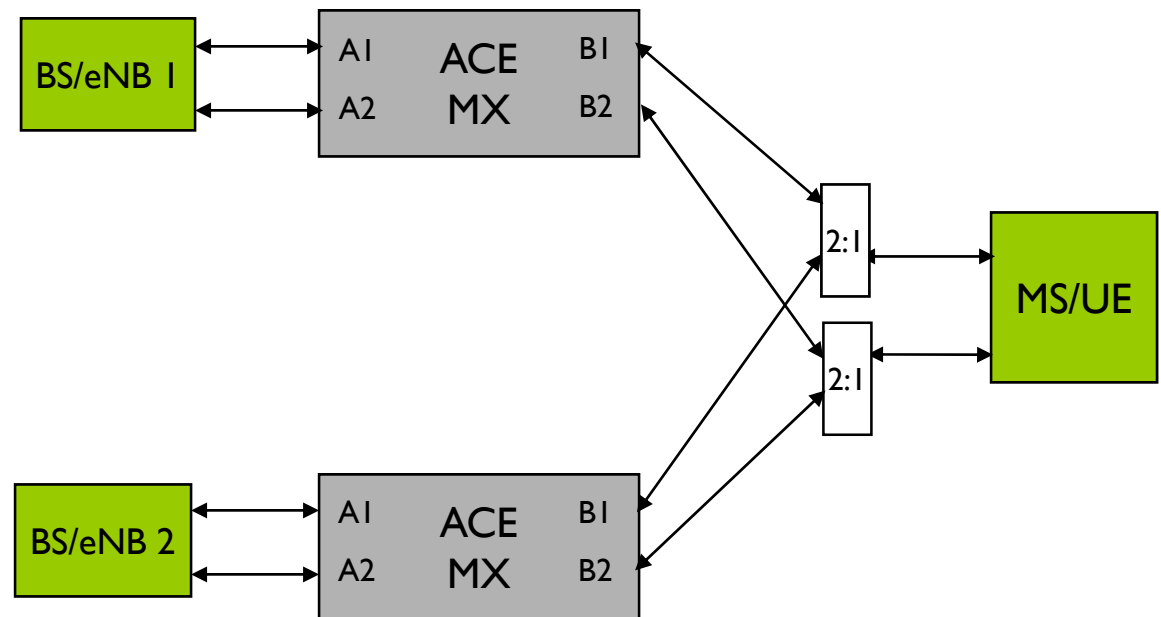 BS/eNB 1
A1
A2
ACE
MX
B1
B2
2:1
2:1
MS/UE
BS/eNB 2
A1
A2
ACE
MX
B1
B2